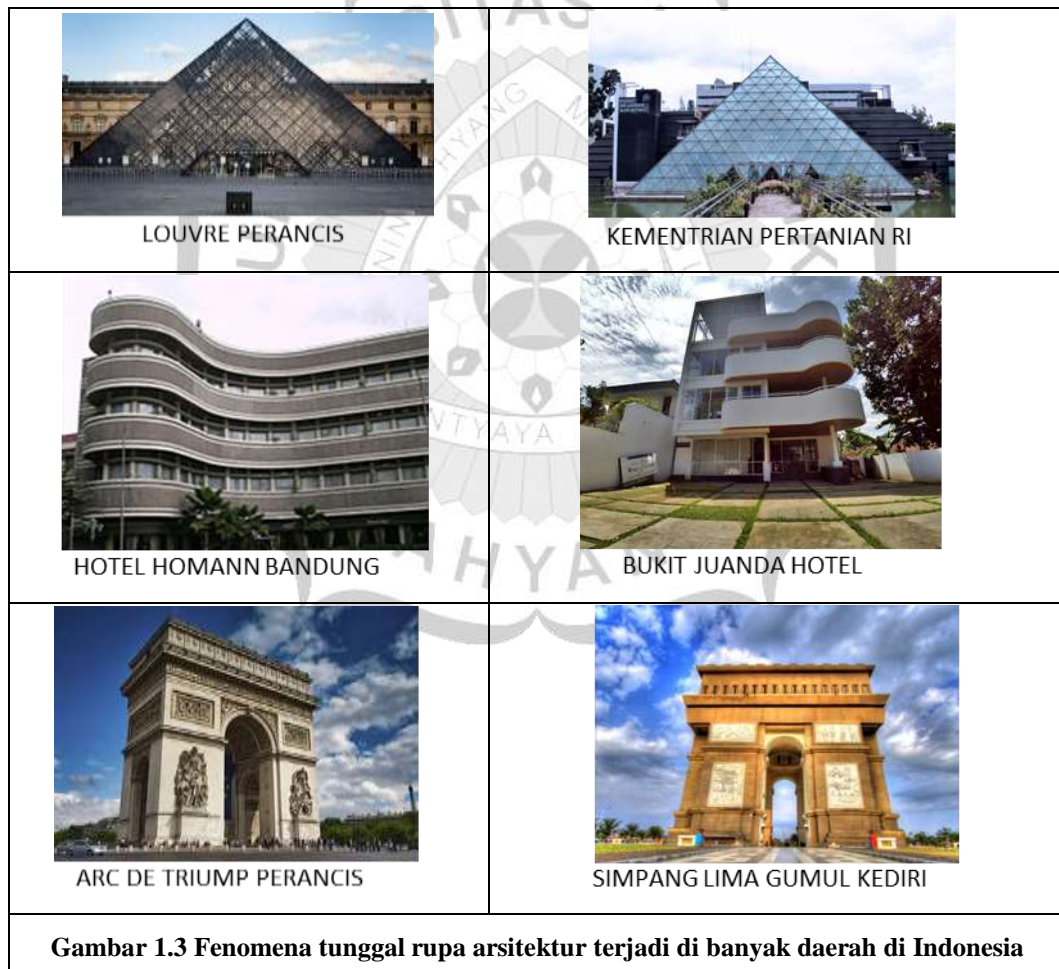 LOUVRE PERANCIS
KEMENTRIAN PERTANIAN RI
HOTEL HOMANN BANDUNG
BUKIT JUANDA HOTEL
ARC DE TRIUMP PERANCIS
SIMPANG LIMA GUMUL KEDIRI
Gambar 1.3 Fenomena tunggal rupa arsitektur terjadi di banyak daerah di Indonesia